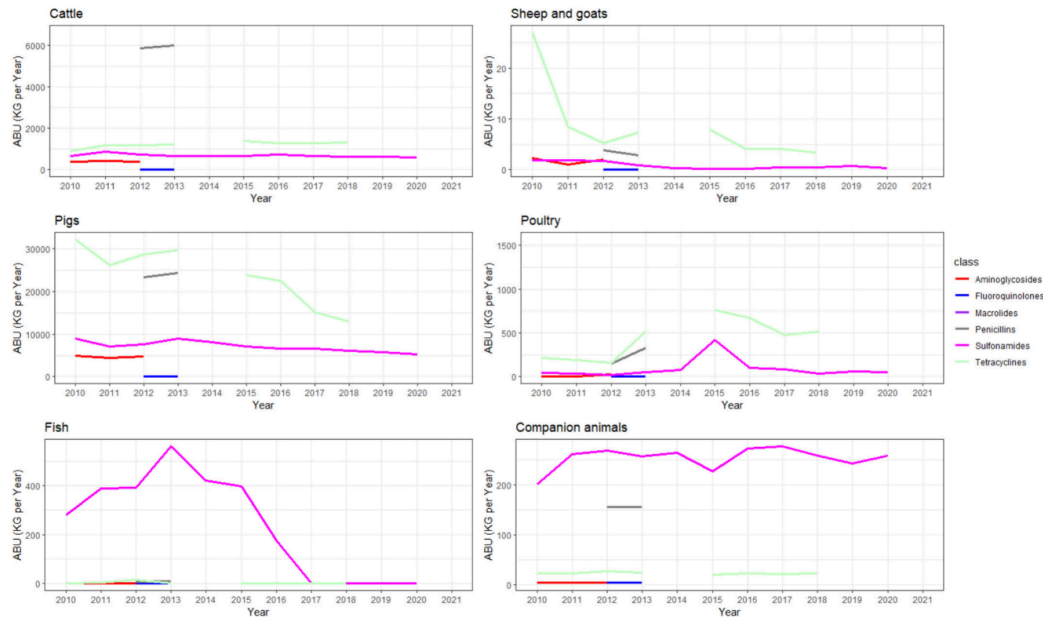 Cattle
ABU (KG per Year)
6000
4000
2000
0
2010 2011 2012 2013 2014 2015 2016 2017 2018 2019 2020 2021
Year
Sheep and goats
ABU (KG per Year)
20
10
0
2010 2011 2012 2013 2014 2015 2016 2017 2018 2019 2020 2021
Year
Pigs
ABU (KG per Year)
30000
20000
10000
0
2010 2011 2012 2013 2014 2015 2016 2017 2018 2019 2020 2021
Year
Poultry
ABU (KG per Year)
1500
1000
500
0
2010 2011 2012 2013 2014 2015 2016 2017 2018 2019 2020 2021
Year
class
Aminoglycosides
Fluoroquinolones
Macrolides
Penicillins
Sulfonamides
Tetracyclines
Fish
ABU (KG per Year)
400
200
0
2010 2011 2012 2013 2014 2015 2016 2017 2018 2019 2020 2021
Year
Companion animals
ABU (KG per Year)
200
100
0
2010 2011 2012 2013 2014 2015 2016 2017 2018 2019 2020 2021
Year